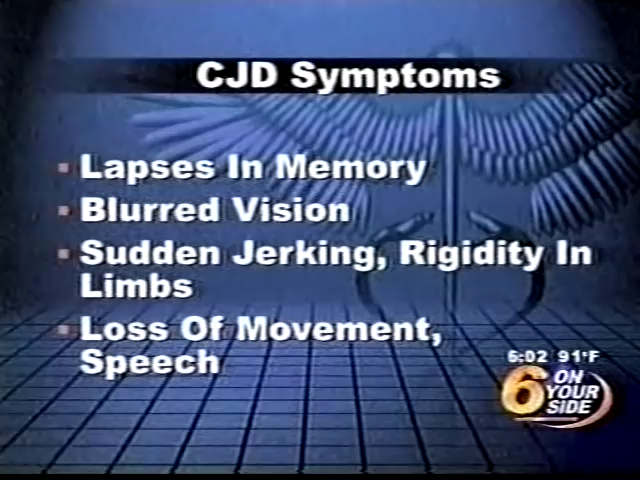 CJD Symptoms
Lapses In Memory
Blurred Vision
Sudden Jerking, Rigidity In
Limbs
Loss Of Movement,
Speech
6:02 91°F
6 ON
YOUR
SIDE